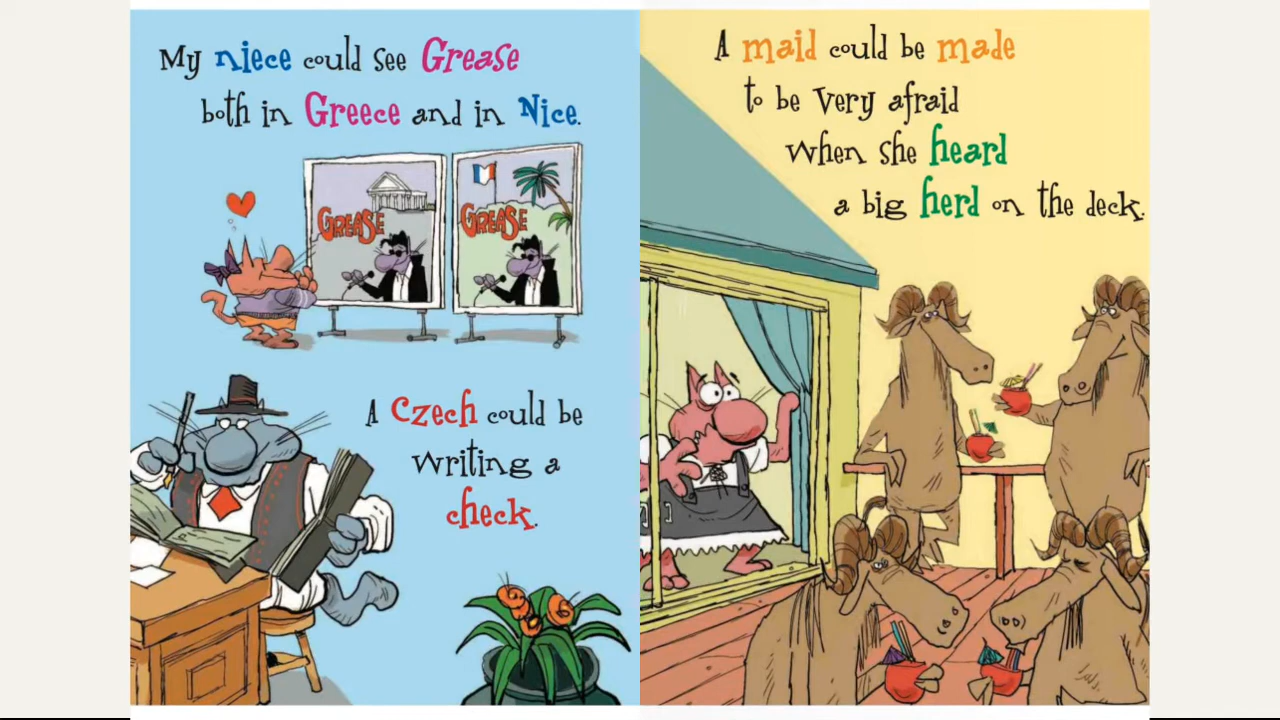 My niece could see Grease
both in Greece and in Nice.
GREASE
GREASE
A Czech could be
writing a
check.
A maid could be made
to be very afraid
when she heard
a big herd on the deck.